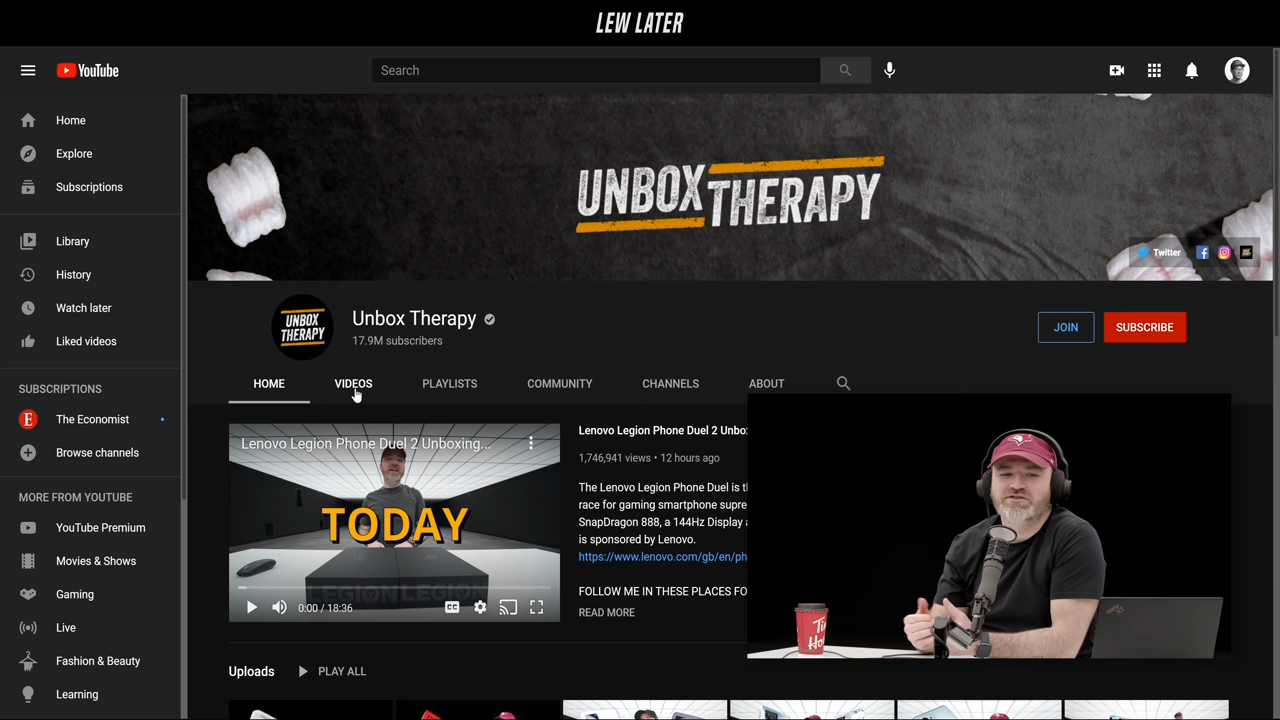 LEW LATER
YouTube
Search
Home
Explore
Subscriptions
Library
History
Watch later
Liked videos
SUBSCRIPTIONS
The Economist
Browse channels
MORE FROM YOUTUBE
YouTube Premium
Movies & Shows
Gaming
Live
Fashion & Beauty
Learning
UNBOX THERAPY
Twitter
UNBOX
THERAPY
Unbox Therapy
17.9M subscribers
JOIN
SUBSCRIBE
HOME
VIDEOS
PLAYLISTS
COMMUNITY
CHANNELS
ABOUT
Lenovo Legion Phone Duel 2 Unboxing...
TODAY
LEGION LEGION
0:00 / 18:36
CC
Lenovo Legion Phone Duel 2 Unbo
1,746,941 views • 12 hours ago
The Lenovo Legion Phone Duel is t
race for gaming smartphone supre
SnapDragon 888, a 144Hz Display a
is sponsored by Lenovo.
https://www.lenovo.com/gb/en/ph
FOLLOW ME IN THESE PLACES FO
READ MORE
Uploads
PLAY ALL